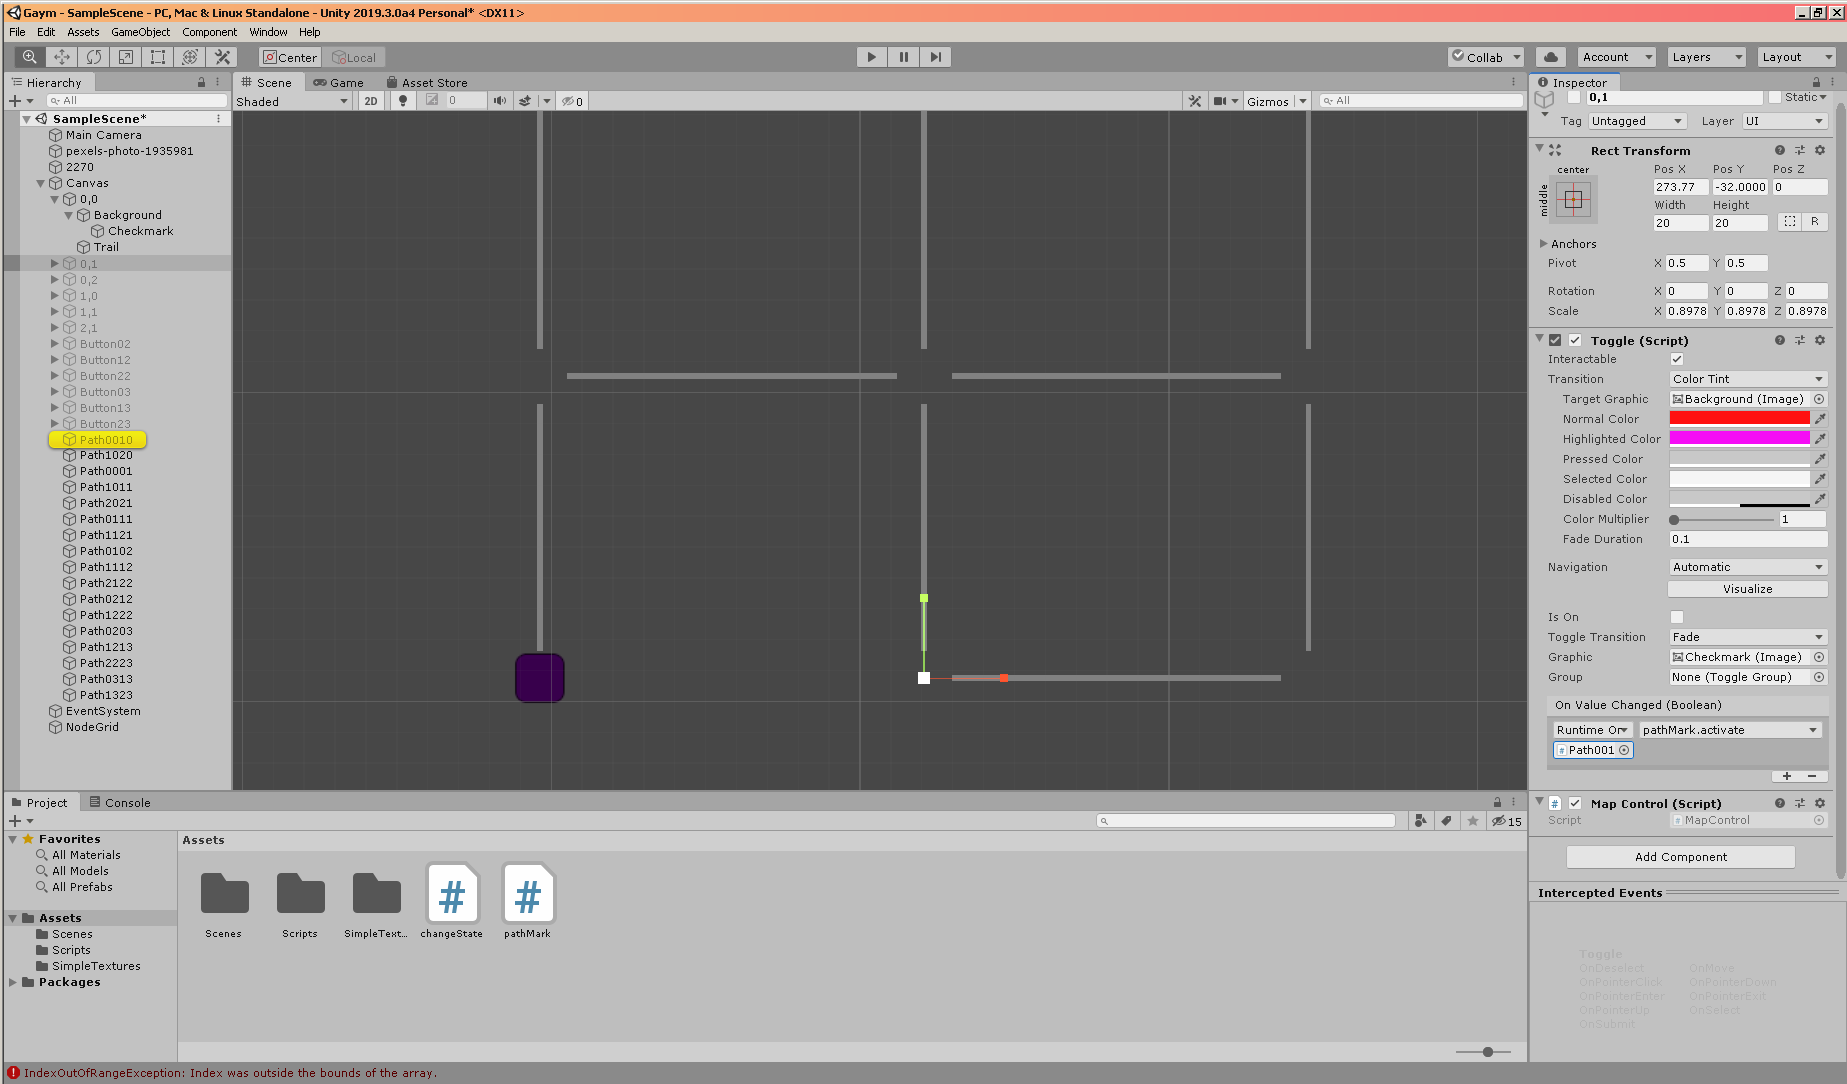 Gaym - SampleScene - PC, Mac & Linux Standalone - Unity 2019.3.0a4 Personal* <DX11>
File Edit Assets GameObject Component Window Help
Center Local
Collab Account Layers Layout
Hierarchy
All
SampleScene*
Main Camera
pexels-photo-1935981
2270
Canvas
0,0
Background
Checkmark
Trail
0,1
0,2
1,0
1,1
2,1
Button02
Button12
Button22
Button03
Button13
Button23
Path0010
Path1020
Path0001
Path1011
Path2021
Path0111
Path1121
Path0102
Path1112
Path2122
Path0212
Path1222
Path0203
Path1213
Path2223
Path0313
Path1323
EventSystem
NodeGrid
Scene Game Asset Store
Shaded 2D 0 0 Gizmos All
Inspector
0,1 Static
Tag Untagged Layer UI
Rect Transform
center
middle
Pos X Pos Y Pos Z
273.77 -32.0000 0
Width Height
20 20 R
Anchors
Pivot X 0.5 Y 0.5
Rotation X 0 Y 0 Z 0
Scale X 0.8978 Y 0.8978 Z 0.8978
Toggle (Script)
Interactable
Transition Color Tint
Target Graphic Background (Image)
Normal Color
Highlighted Color
Pressed Color
Selected Color
Disabled Color
Color Multiplier 1
Fade Duration 0.1
Navigation Automatic
Visualize
Is On
Toggle Transition Fade
Graphic Checkmark (Image)
Group None (Toggle Group)
On Value Changed (Boolean)
Runtime Or pathMark.activate
# Path001
# Map Control (Script)
Script # MapControl
Add Component
Intercepted Events
Toggle
OnDeselect OnMove
OnPointerClick OnPointerDown
OnPointerEnter OnPointerExit
OnPointerUp OnSelect
OnSubmit
Project Console
15
Favorites
All Materials
All Models
All Prefabs
Assets
Scenes
Scripts
SimpleTextures
Packages
Assets
# #
Scenes Scripts SimpleText... changeState pathMark
IndexOutOfRangeException: Index was outside the bounds of the array.